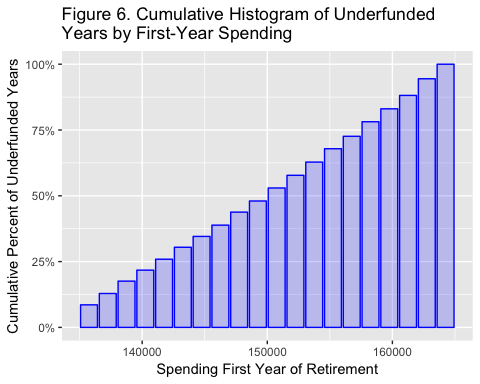 Figure 6. Cumulative Histogram of Underfunded
Years by First-Year Spending
Cumulative Percent of Underfunded Years
100%
75%
50%
25%
0%
140000
150000
160000
Spending First Year of Retirement